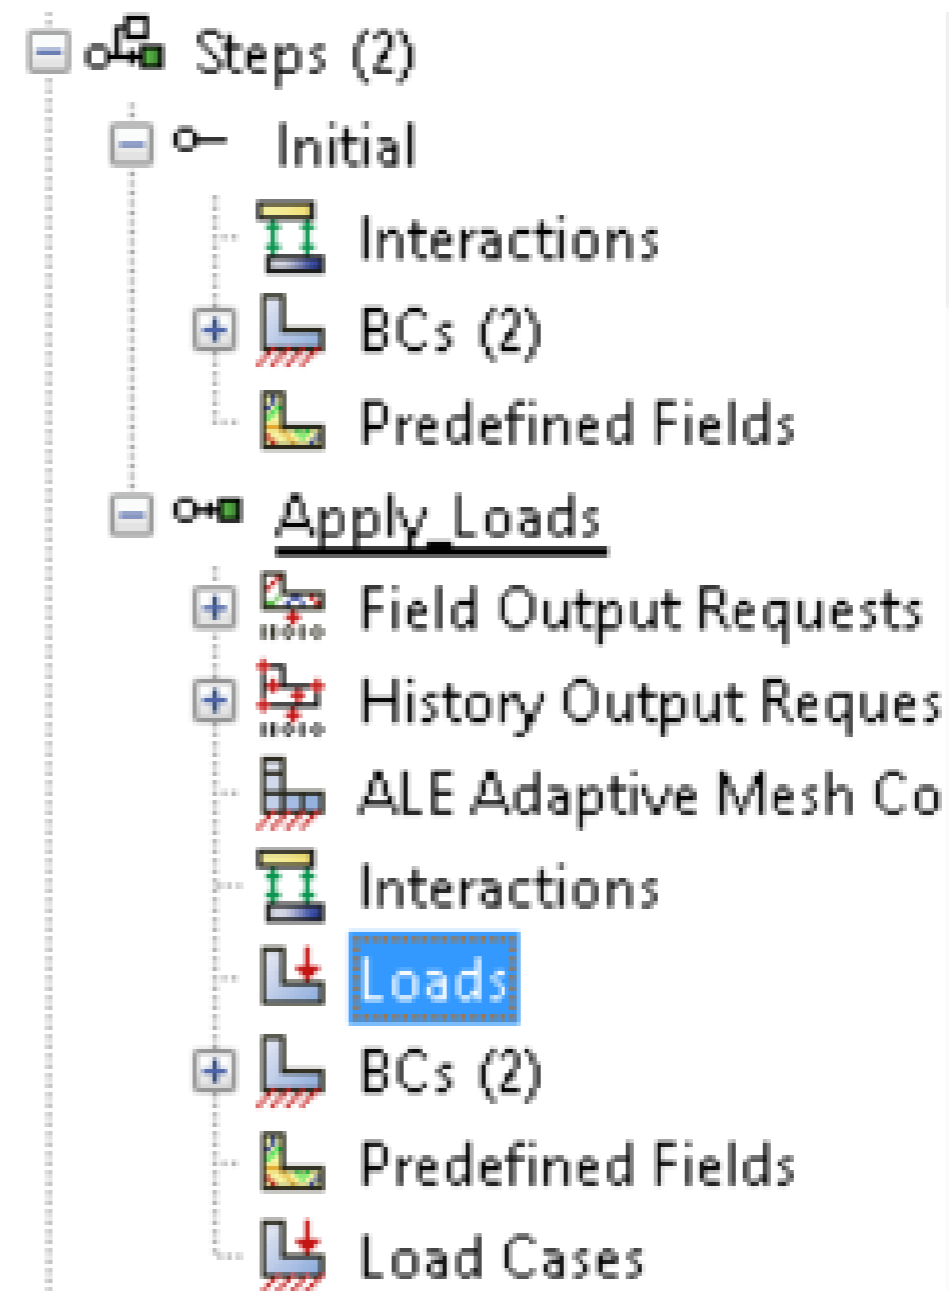 Steps (2)
Initial
Interactions
BCs (2)
Predefined Fields
Apply_Loads
Field Output Requests
History Output Reques
ALE Adaptive Mesh Co
Interactions
Loads
BCs (2)
Predefined Fields
Load Cases